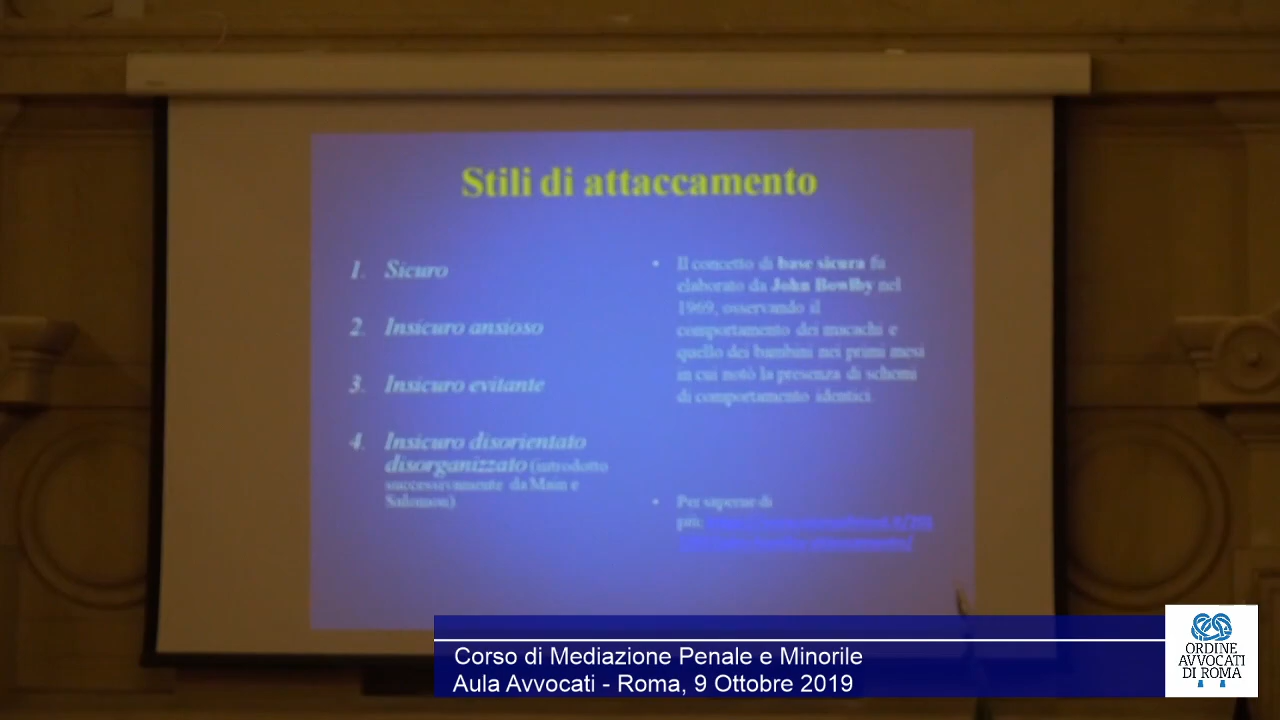 Stili di attaccamento
1. Sicuro
2. Insicuro ansioso
3. Insicuro evitante
4. Insicuro disorientato
disorganizzato (introdotto
successivamente da Main e
Salomon)
• Il concetto di base sicura fu
elaborato da John Bowlby nel
1969, osservando il
comportamento dei macachi e
quello dei bambini nei primi mesi
in cui notò la presenza di schemi
di comportamento identici.
• Per saperne di
più:
Corso di Mediazione Penale e Minorile
Aula Avvocati - Roma, 9 Ottobre 2019
ORDINE
AVVOCATI
DI ROMA